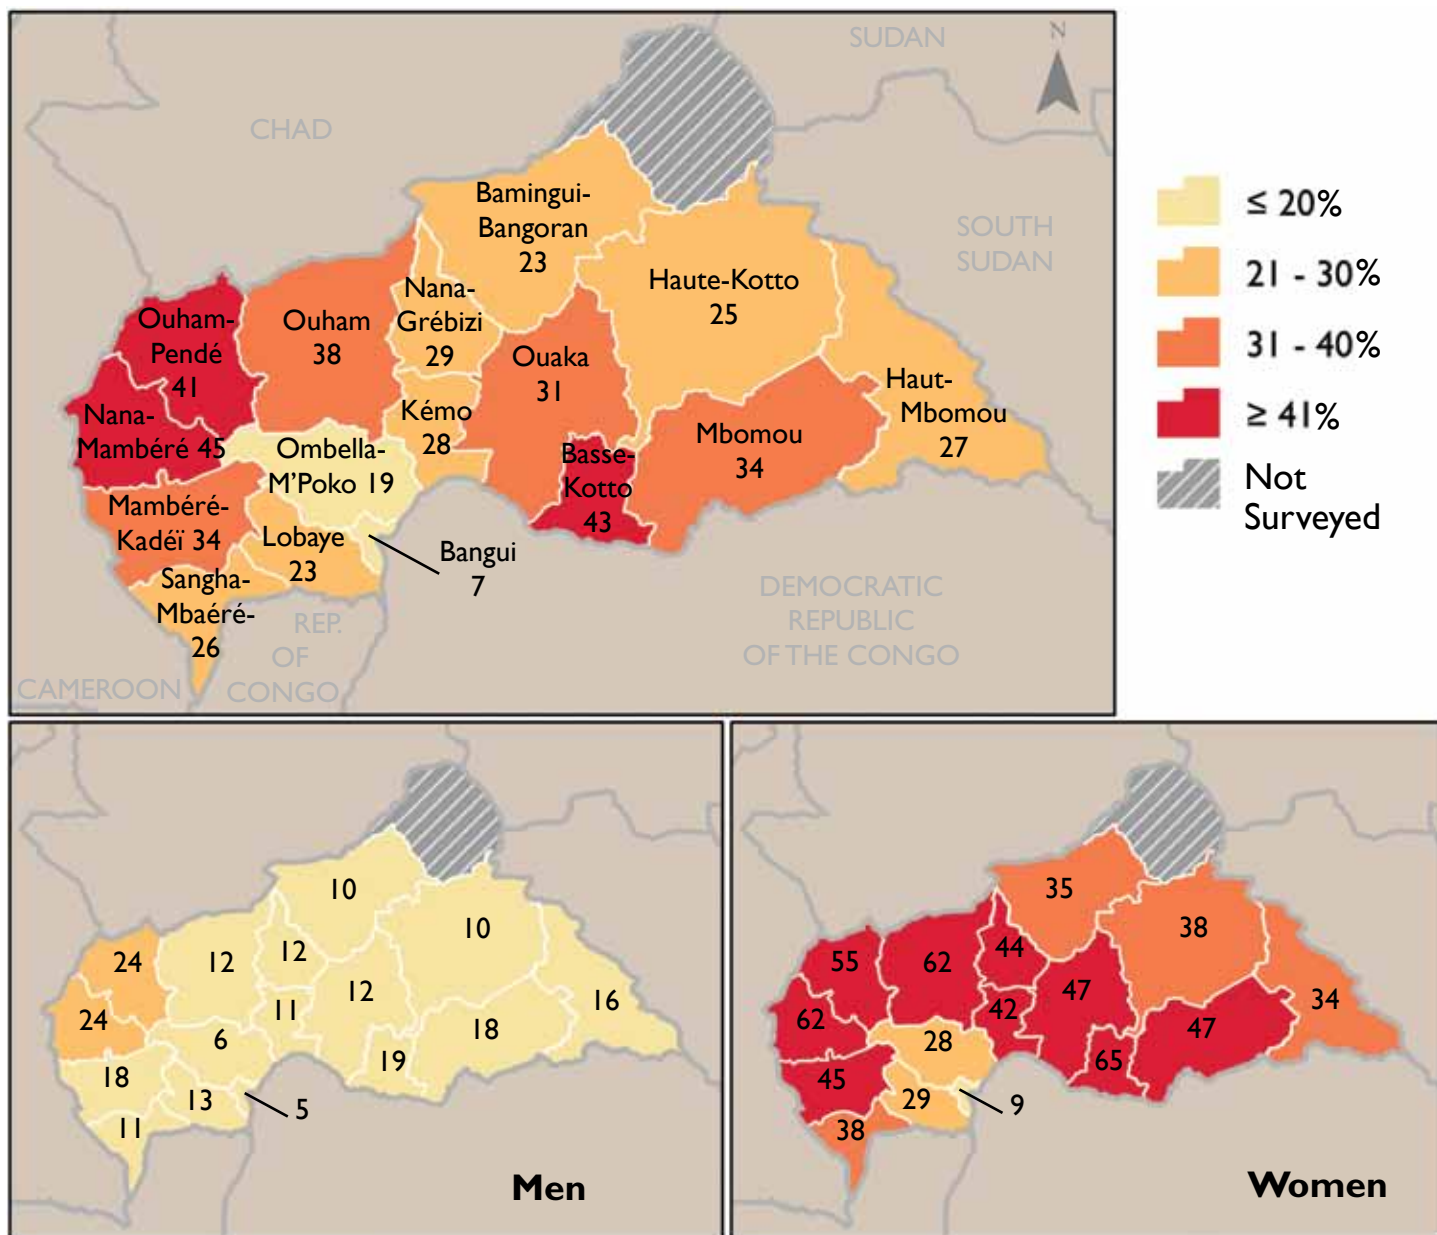 SUDAN
N
CHAD
SOUTH
SUDAN
Bamingui-
Bangoran
23
Haute-Kotto
25
Nana-
Grébizi
29
Ouham-
Pendé
41
Ouham
38
Ouaka
31
Haut-
Mbomou
27
Nana-
Mambéré 45
Kémo
28
Mbomou
34
Ombella-
M'Poko 19
Basse-
Kotto
43
Mambéré-
Kadéï 34
Lobaye
23
Bangui
7
Sangha-
Mbaéré-
26
DEMOCRATIC
REPUBLIC
OF THE CONGO
REP.
OF
CONGO
CAMEROON
≤ 20%
21 - 30%
31 - 40%
≥ 41%
Not
Surveyed
10
10
24
12
12
12
16
24
11
6
18
19
18
13
5
11
Men
35
38
55
62
44
47
34
62
42
28
47
65
45
29
9
38
Women